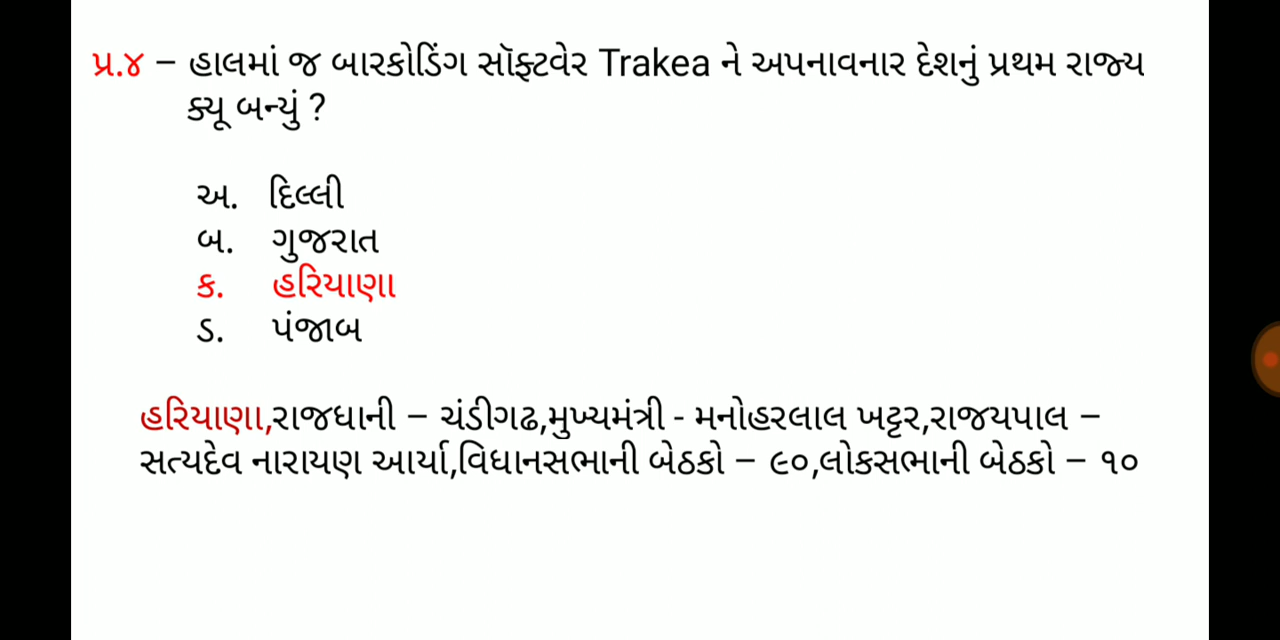 પ્ર.૪ – હાલમાં જ બારકોડિંગ સૉફ્ટવેર Trakea ને અપનાવનાર દેશનું પ્રથમ રાજ્ય
ક્યૂ બન્યું ?
અ. દિલ્લી
બ. ગુજરાત
ક. હરિયાણા
ડ. પંજાબ
હરિયાણા,રાજધાની – ચંડીગઢ,મુખ્યમંત્રી - મનોહરલાલ ખટ્ટર,રાજયપાલ –
સત્યદેવ નારાયણ આર્યા,વિધાનસભાની બેઠકો – ૯૦,લોકસભાની બેઠકો – ૧૦